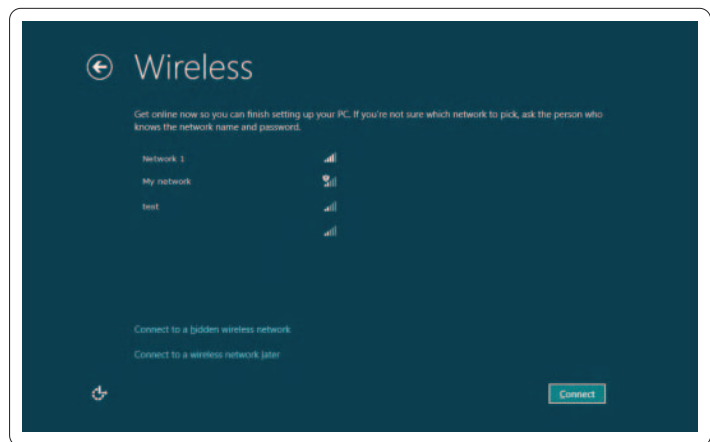 Wireless
Get online now so you can finish setting up your PC. If you're not sure which network to pick, ask the person who
knows the network name and password.
Network 1
My network
test
Connect to a hidden wireless network
Connect to a wireless network later
Connect